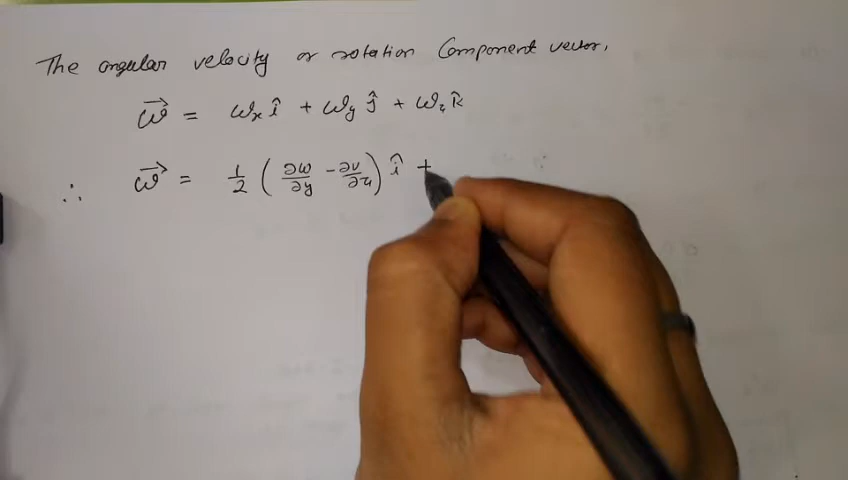 The angular velocity or rotation Component vector,
→ω = ωx î + ωy ĵ + ωz k̂
∴ →ω = 1/2 (∂w/∂y - ∂v/∂z) î +